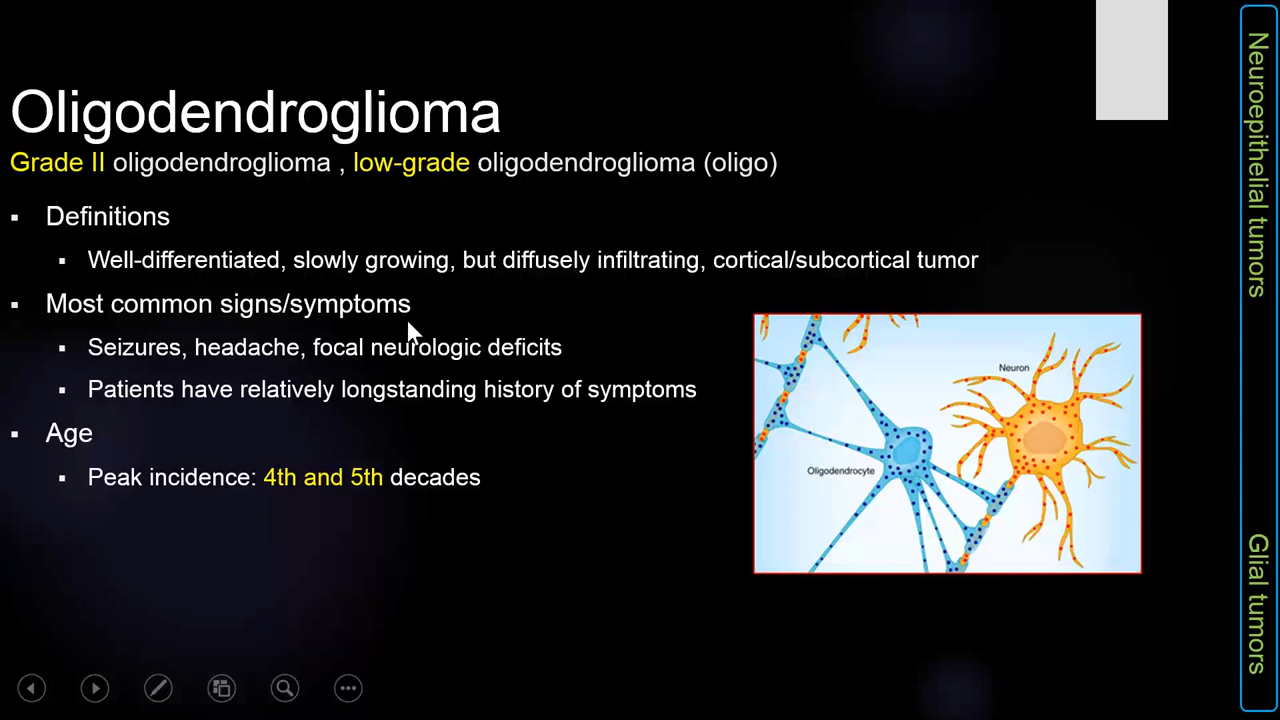 Oligodendroglioma
Grade II oligodendroglioma , low-grade oligodendroglioma (oligo)
▪ Definitions
▪ Well-differentiated, slowly growing, but diffusely infiltrating, cortical/subcortical tumor
▪ Most common signs/symptoms
▪ Seizures, headache, focal neurologic deficits
▪ Patients have relatively longstanding history of symptoms
▪ Age
▪ Peak incidence: 4th and 5th decades
Neuron
Oligodendrocyte
Neuroepithelial tumors
Glial tumors